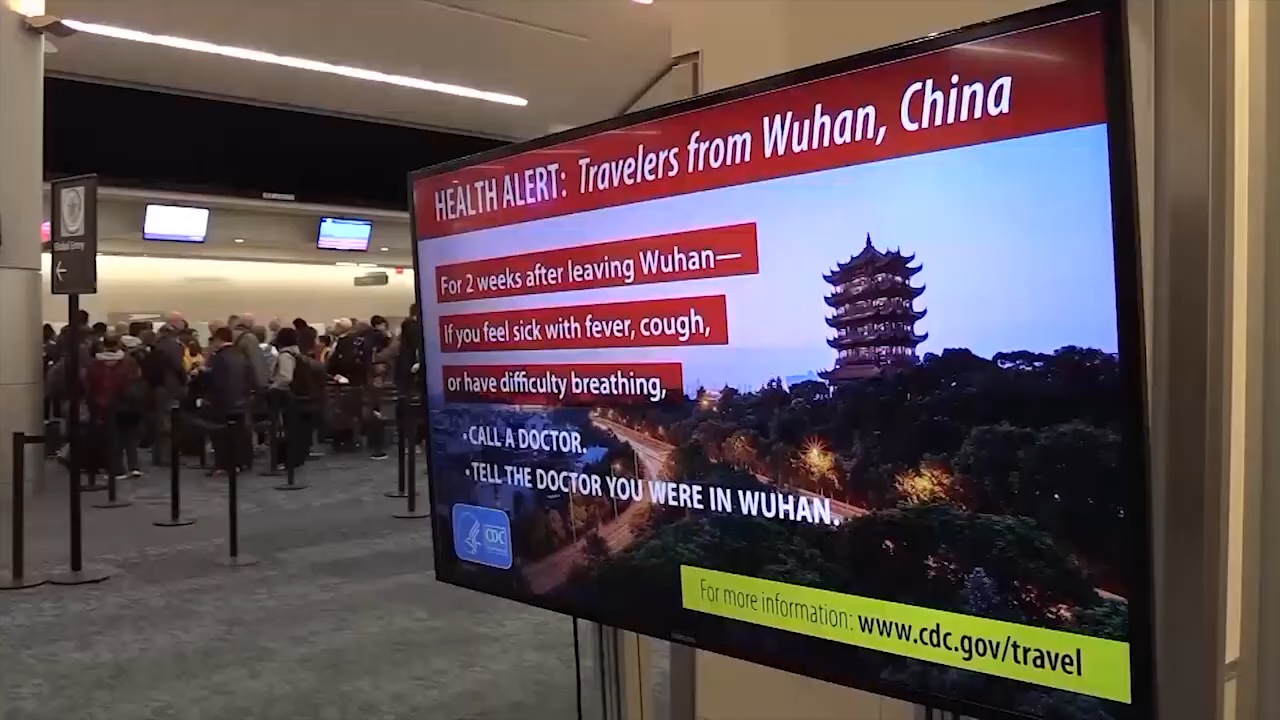 HEALTH ALERT: Travelers from Wuhan, China
For 2 weeks after leaving Wuhan—
If you feel sick with fever, cough,
or have difficulty breathing,
•CALL A DOCTOR.
•TELL THE DOCTOR YOU WERE IN WUHAN.
CDC
For more information: www.cdc.gov/travel
Global Entry